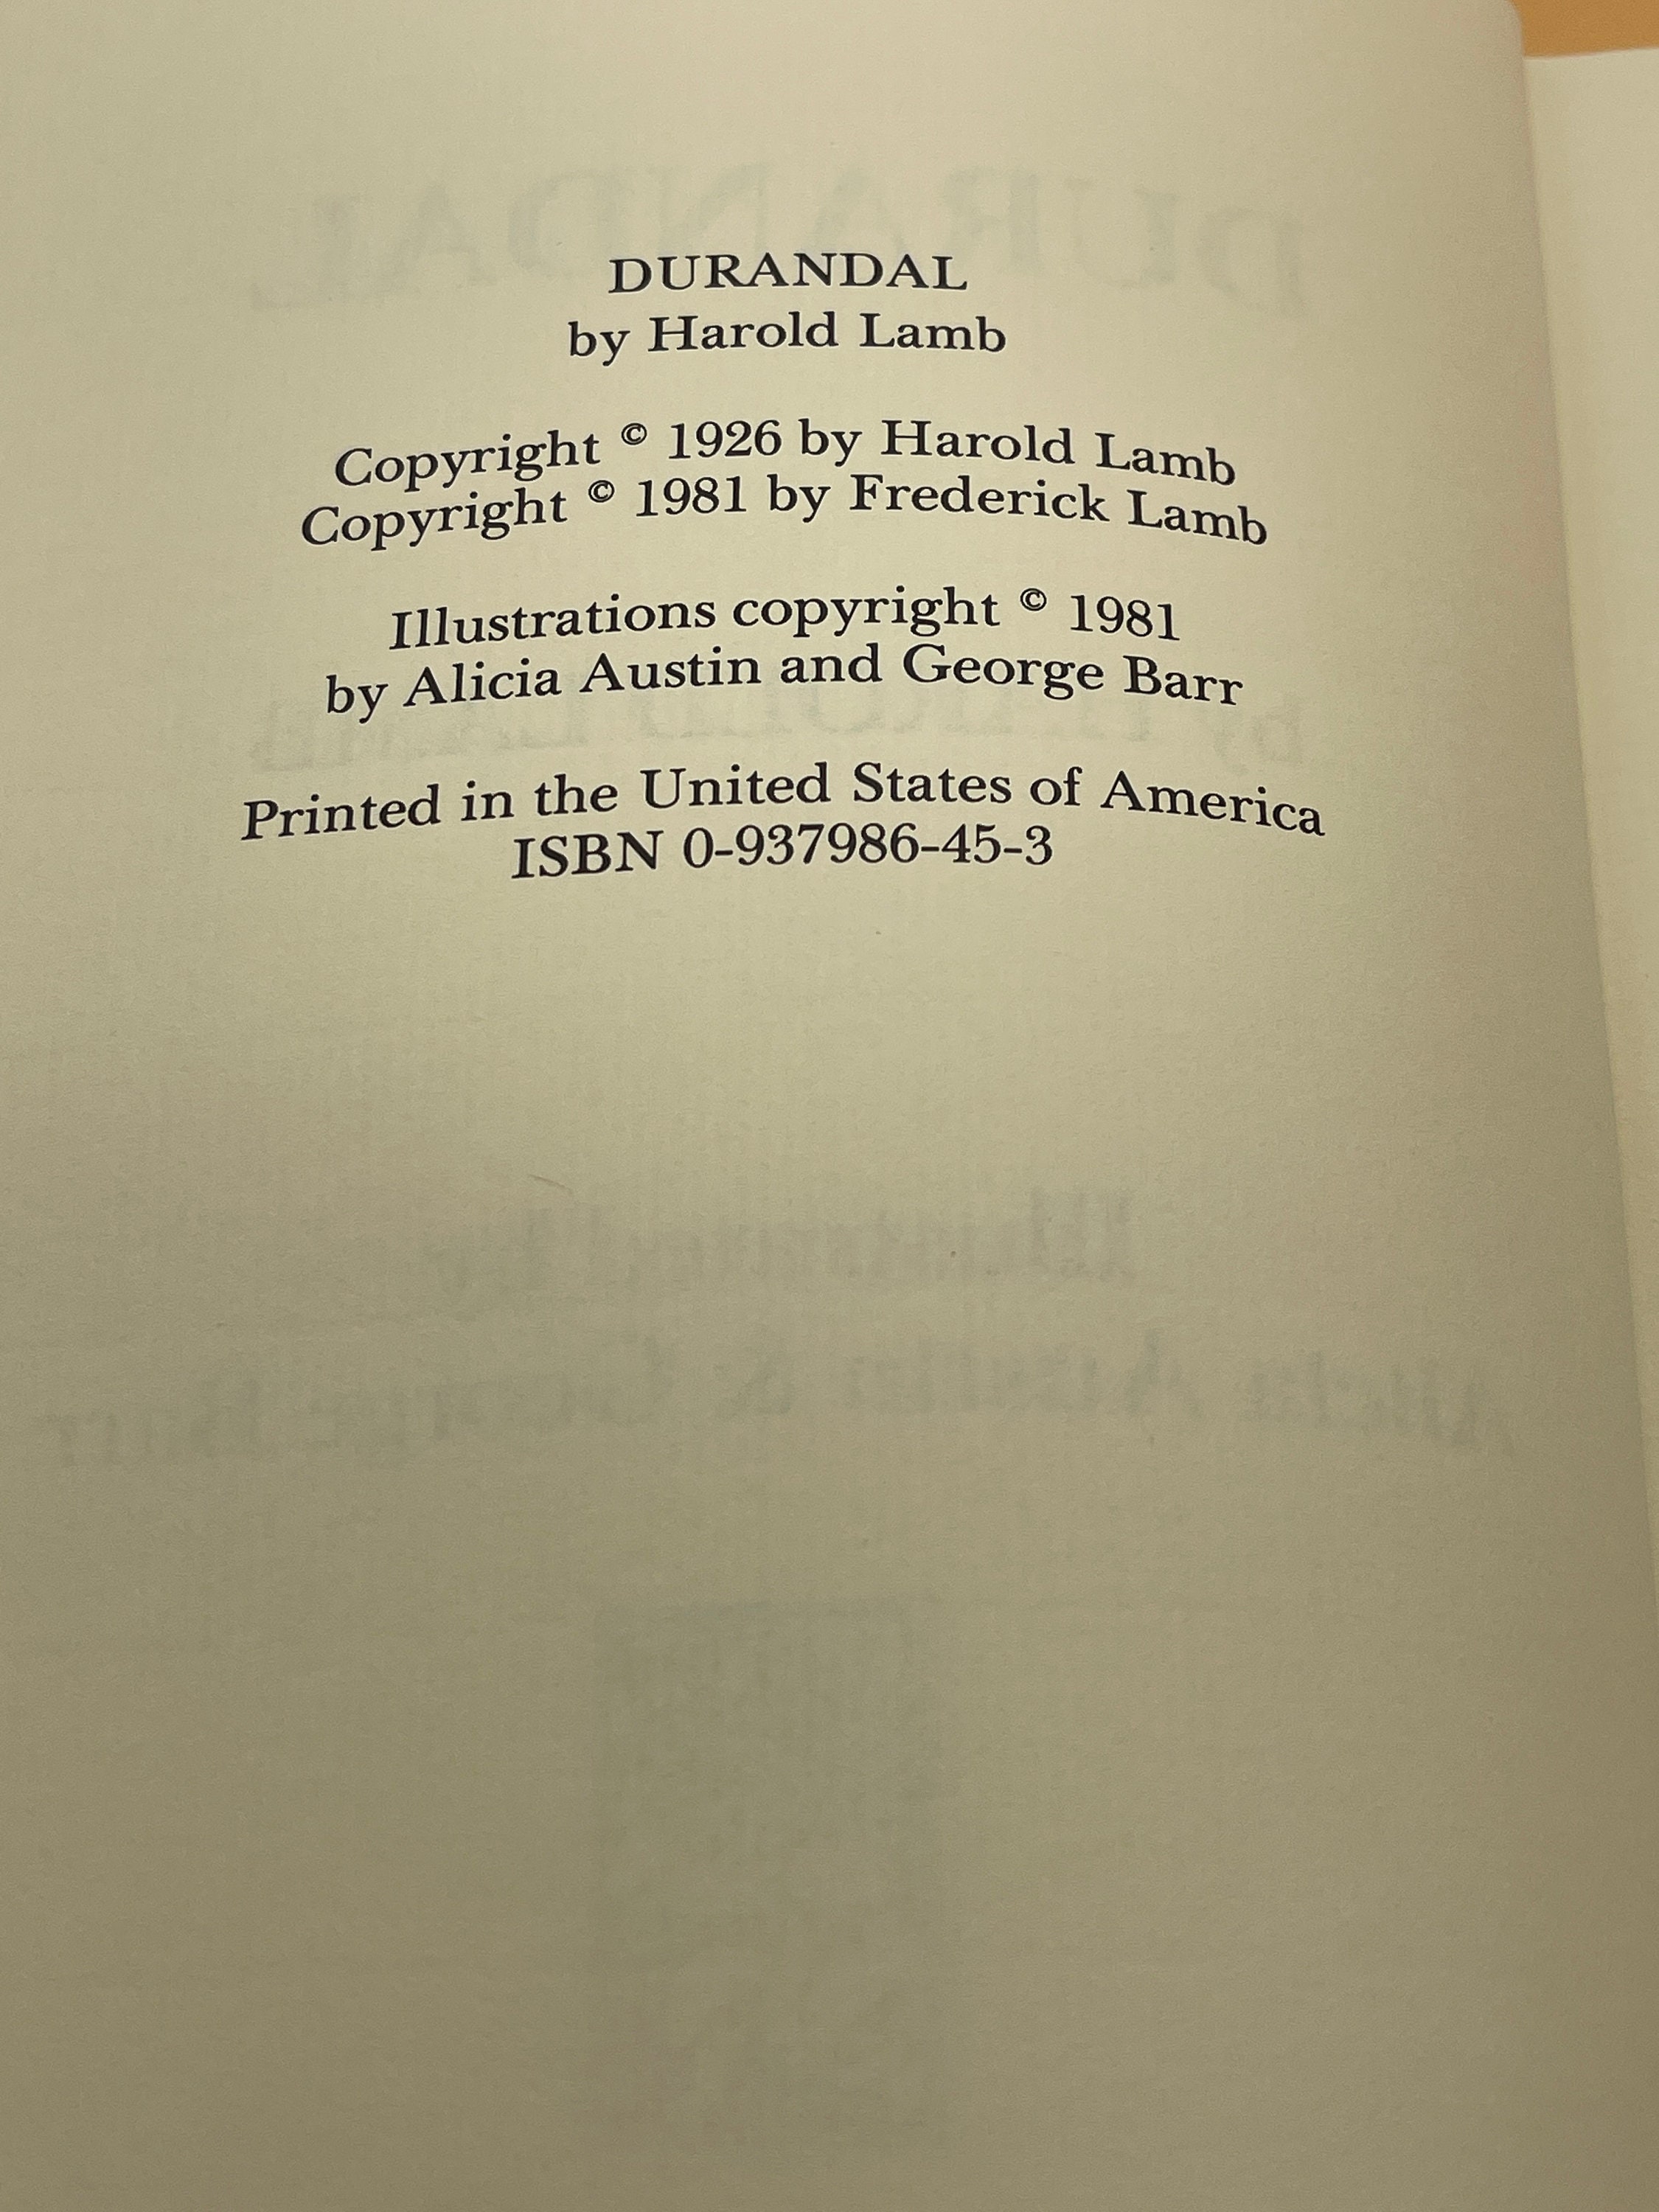 DURANDAL
by Harold Lamb
Copyright © 1926 by Harold Lamb
Copyright © 1981 by Frederick Lamb
Illustrations copyright © 1981
by Alicia Austin and George Barr
Printed in the United States of America
ISBN 0-937986-45-3